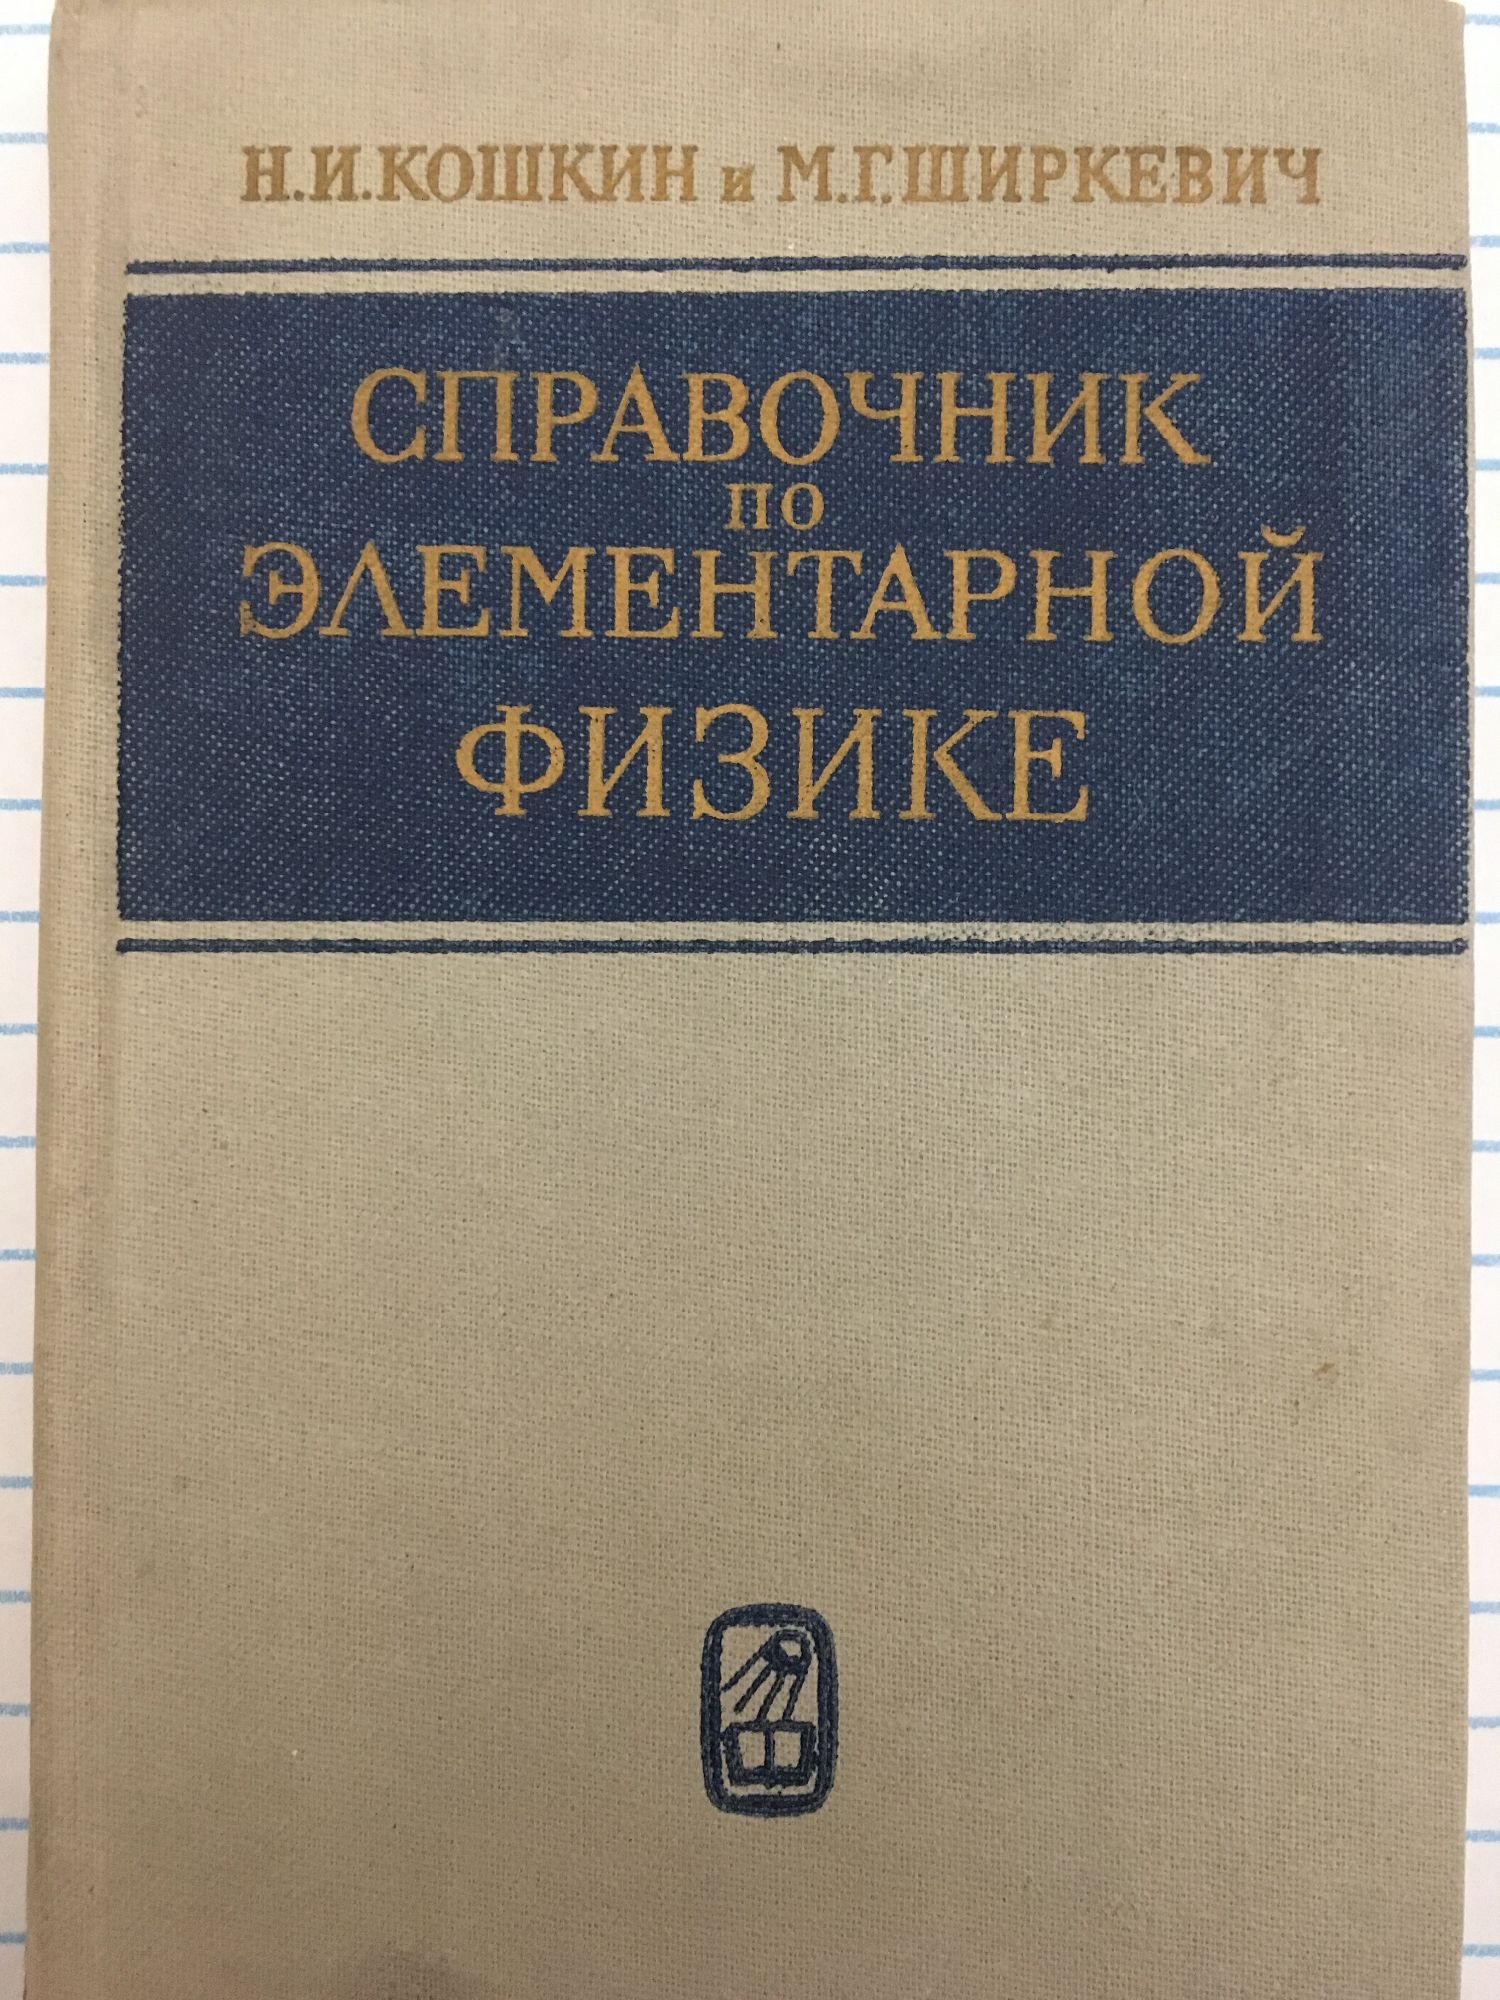 Н.И.КОШКИН и М.Г.ШИРКЕВИЧ
СПРАВОЧНИК
ПО
ЭЛЕМЕНТАРНОЙ
ФИЗИКЕ